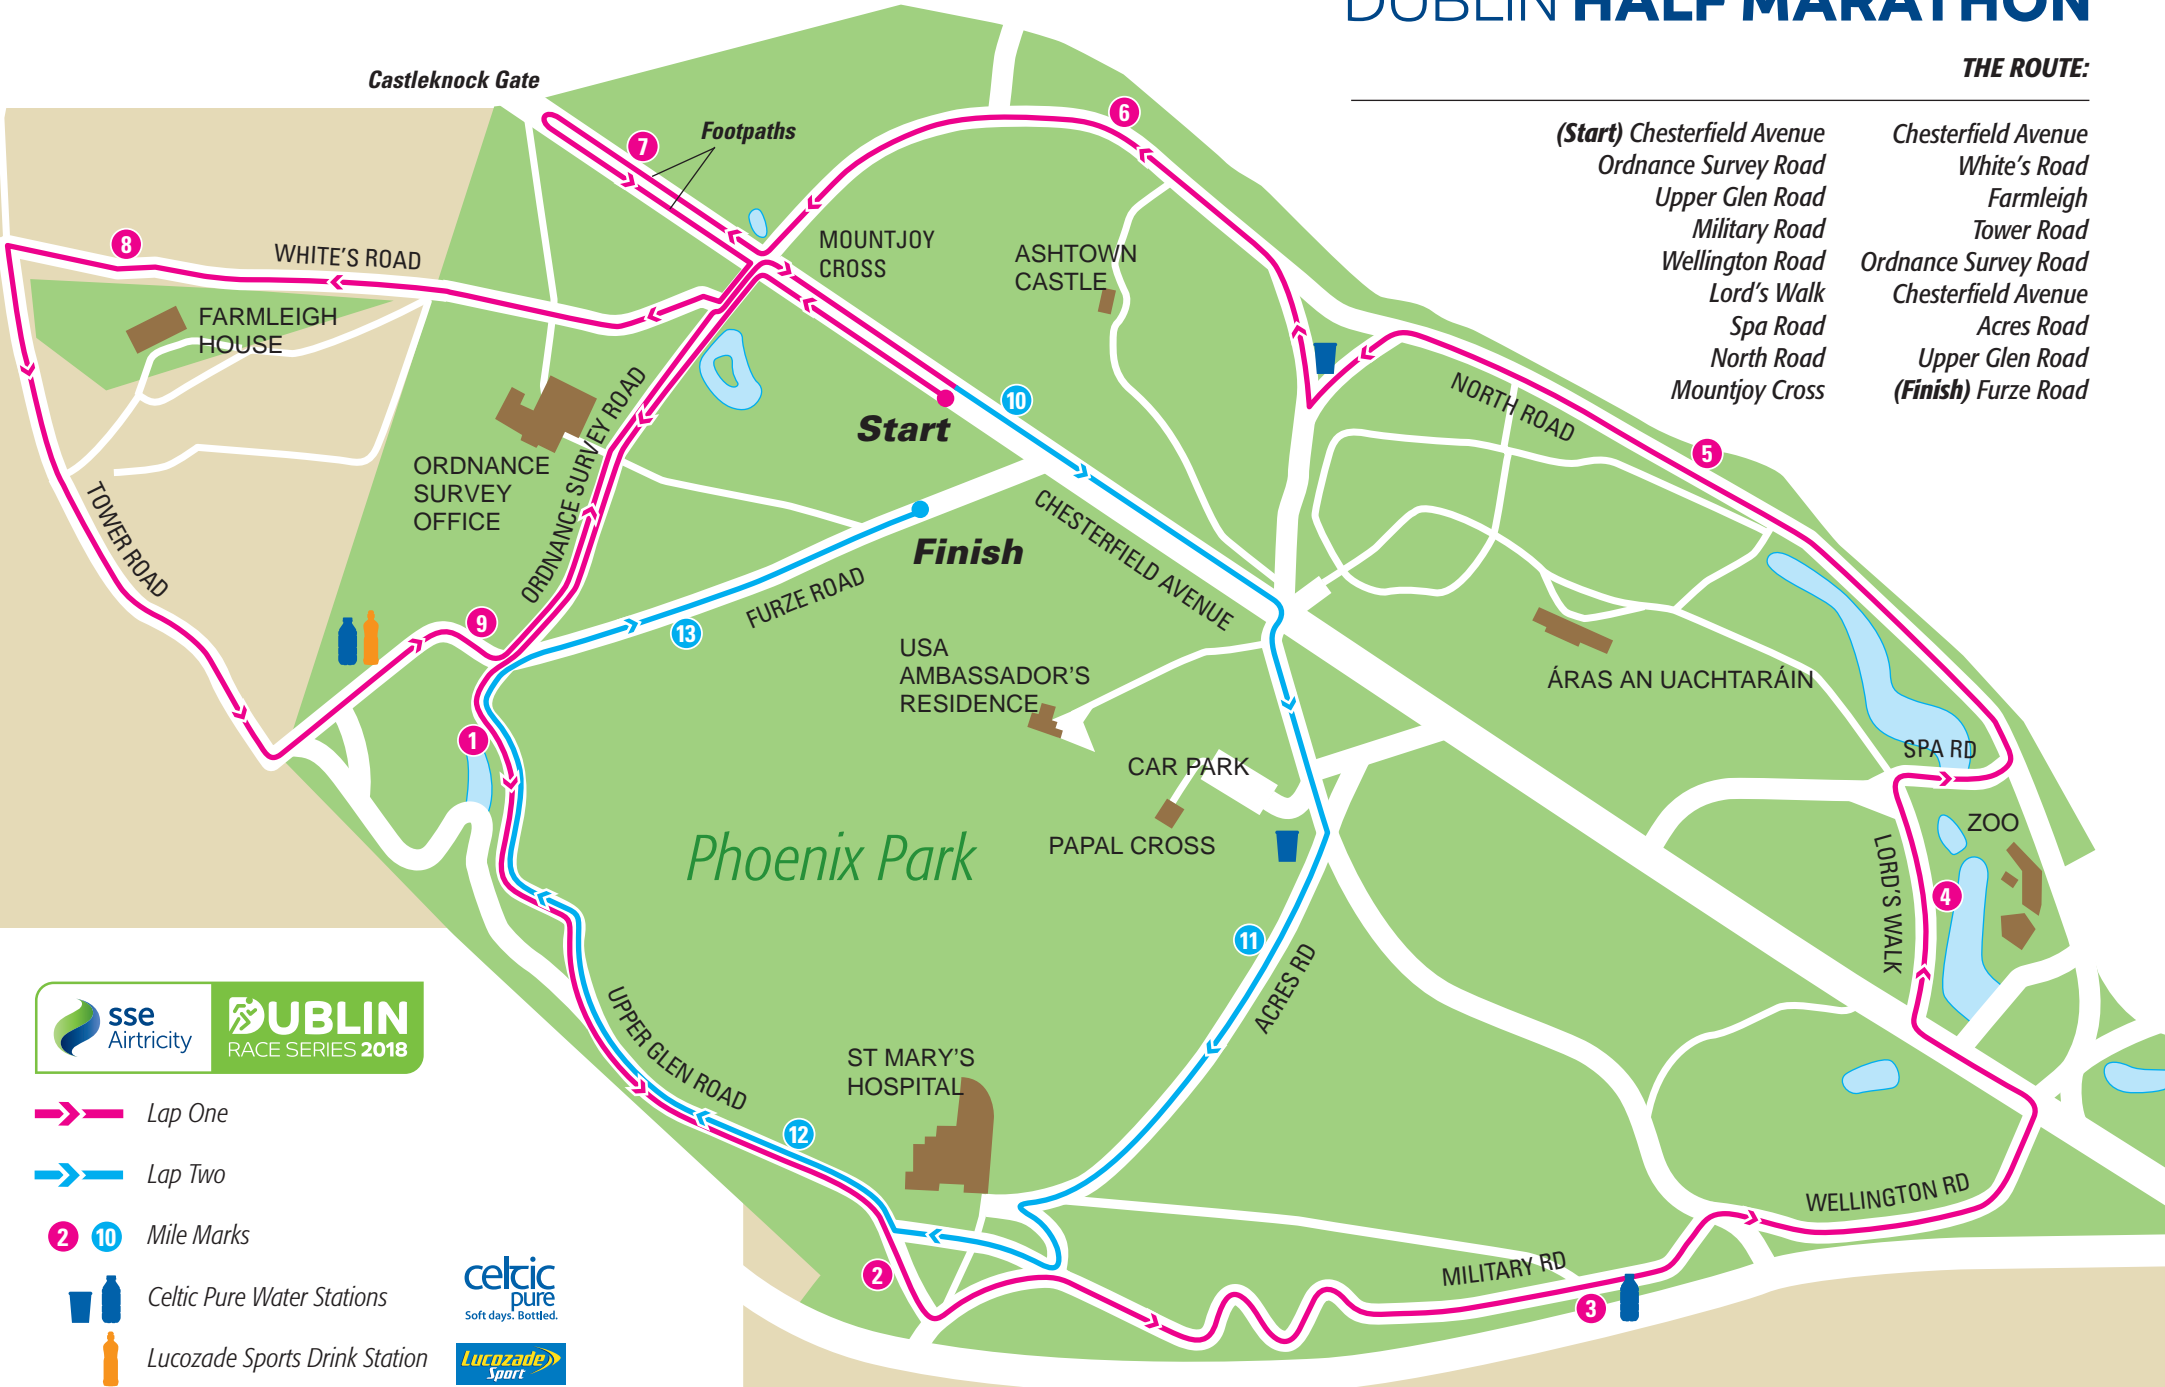 DUBLIN HALF MARATHON
THE ROUTE:
(Start) Chesterfield Avenue
Ordnance Survey Road
Upper Glen Road
Military Road
Wellington Road
Lord's Walk
Spa Road
North Road
Mountjoy Cross
Chesterfield Avenue
White's Road
Farmleigh
Tower Road
Ordnance Survey Road
Chesterfield Avenue
Acres Road
Upper Glen Road
(Finish) Furze Road
Castleknock Gate
Footpaths
7
6
8
WHITE'S ROAD
MOUNTJOY
CROSS
ASHTOWN
CASTLE
FARMLEIGH
HOUSE
10
Start
NORTH ROAD
5
ORDNANCE
SURVEY
OFFICE
ORDNANCE SURVEY ROAD
TOWER ROAD
Finish
CHESTERFIELD AVENUE
FURZE ROAD
9
13
USA
AMBASSADOR'S
RESIDENCE
ÁRAS AN UACHTARÁIN
1
CAR PARK
SPA RD
PAPAL CROSS
ZOO
Phoenix Park
LORD'S WALK
4
11
ACRES RD
UPPER GLEN ROAD
ST MARY'S
HOSPITAL
12
WELLINGTON RD
2
MILITARY RD
3
sse
Airtricity
DUBLIN
RACE SERIES 2018
Lap One
Lap Two
2 10 Mile Marks
Celtic Pure Water Stations
celtic
pure
Soft days. Bottled.
Lucozade Sports Drink Station
Lucozade
Sport